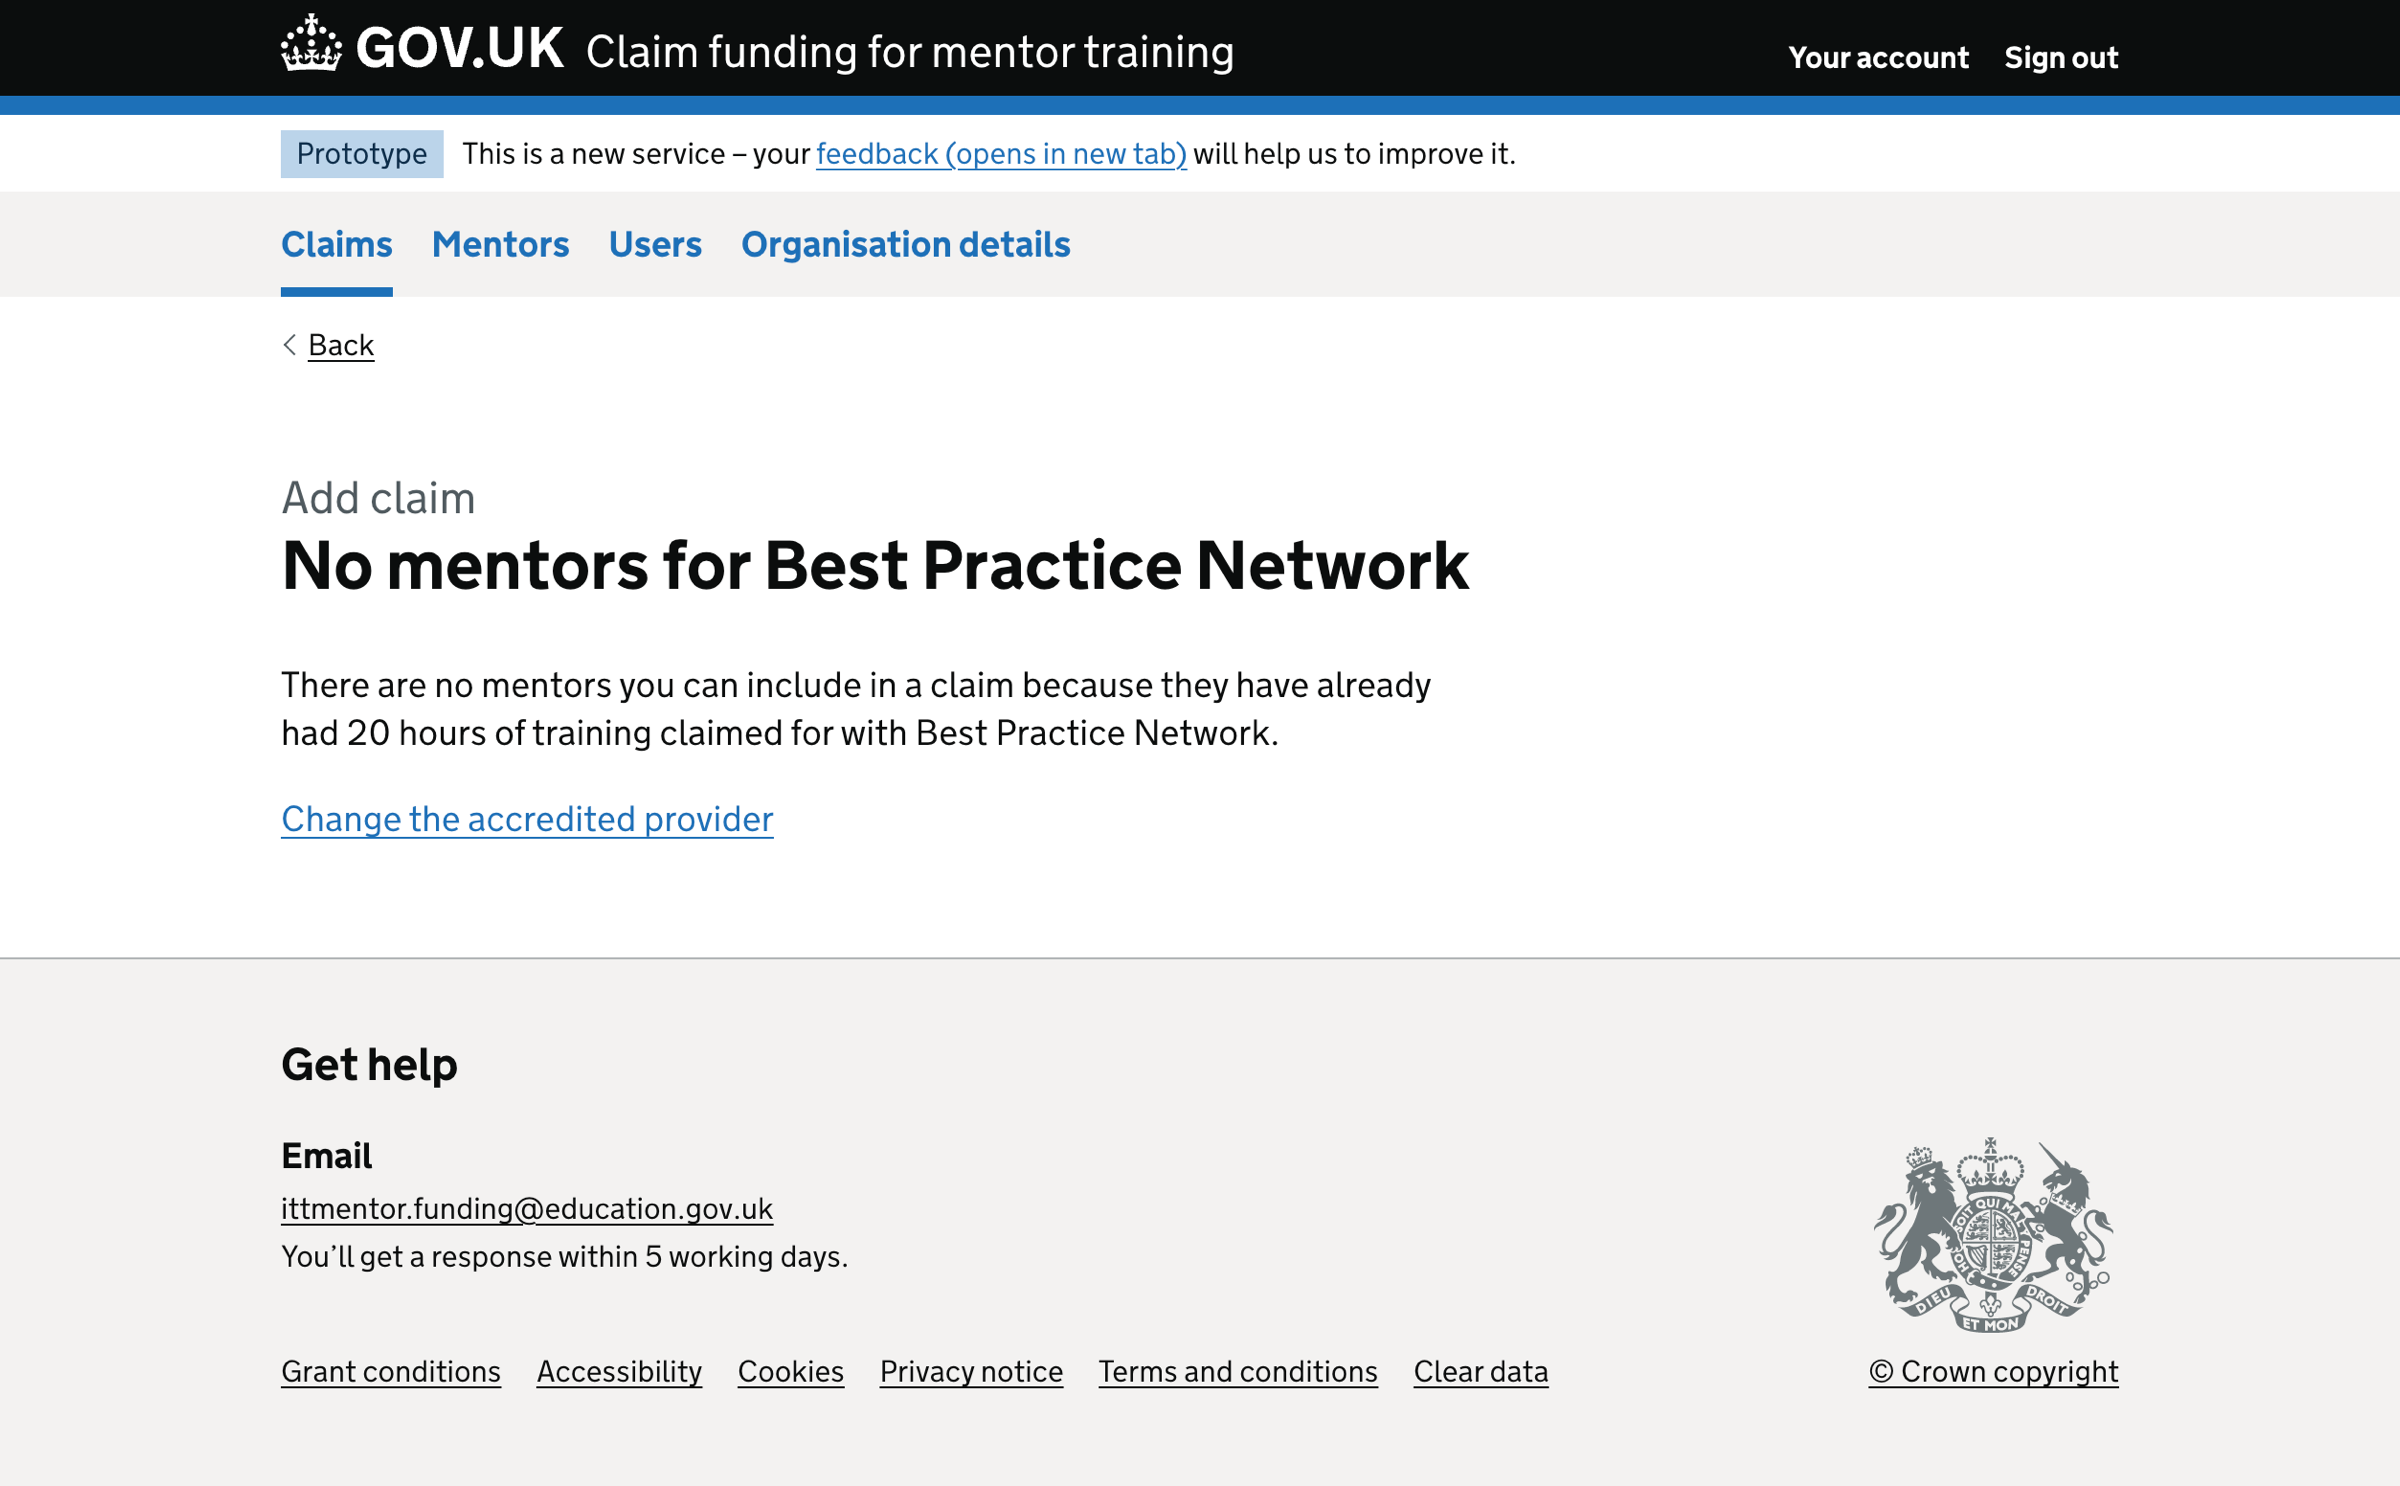 GOV.UK Claim funding for mentor training
Your account Sign out
Prototype This is a new service – your feedback (opens in new tab) will help us to improve it.
Claims Mentors Users Organisation details
Back
Add claim
No mentors for Best Practice Network
There are no mentors you can include in a claim because they have already
had 20 hours of training claimed for with Best Practice Network.
Change the accredited provider
Get help
Email
ittmentor.funding@education.gov.uk
You’ll get a response within 5 working days.
SOIT QUI MAL Y PENSE
DIEU ET MON DROIT
Grant conditions Accessibility Cookies Privacy notice Terms and conditions Clear data
© Crown copyright